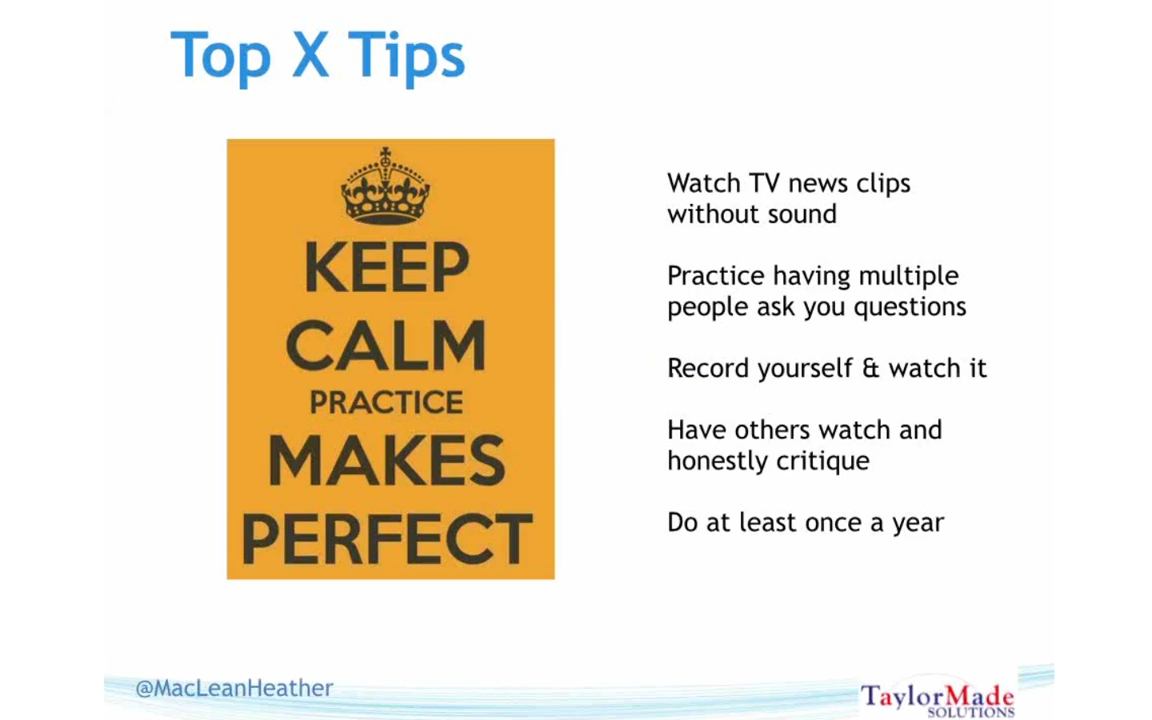 Top X Tips
KEEP
CALM
PRACTICE
MAKES
PERFECT
Watch TV news clips
without sound
Practice having multiple
people ask you questions
Record yourself & watch it
Have others watch and
honestly critique
Do at least once a year
@MacLeanHeather
TaylorMade
SOLUTIONS